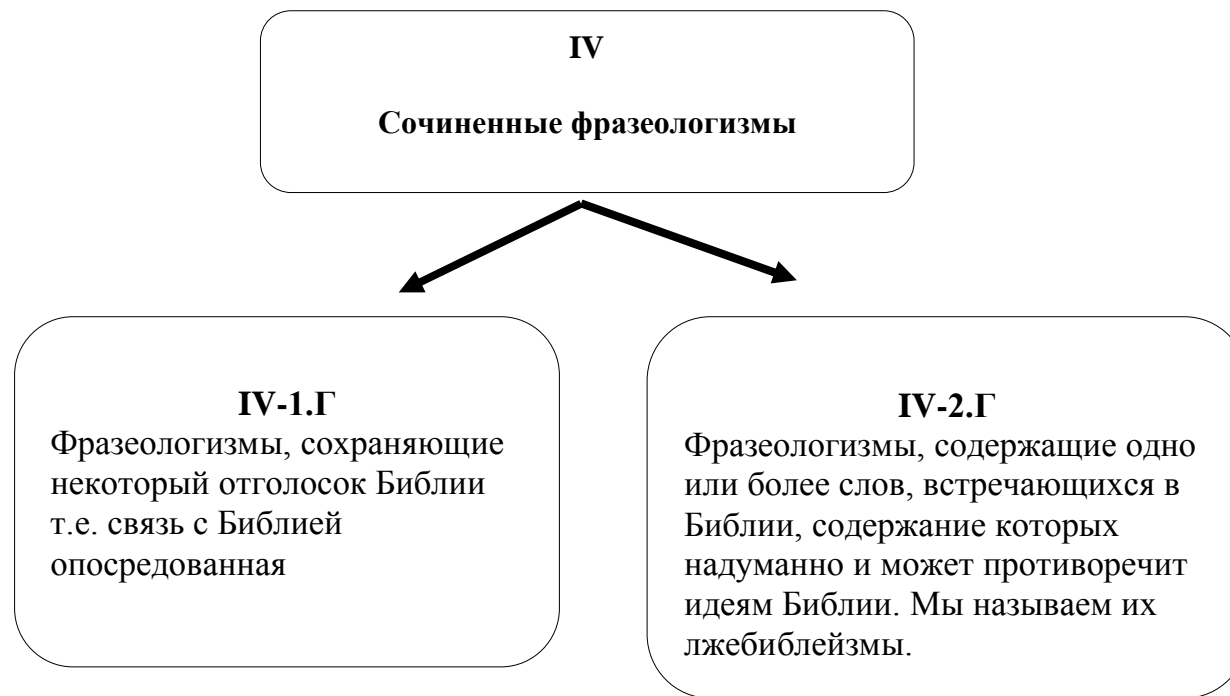 IV
Сочиненные фразеологизмы
IV-1.Г
Фразеологизмы, сохраняющие
некоторый отголосок Библии
т.е. связь с Библией
опосредованная
IV-2.Г
Фразеологизмы, содержащие одно
или более слов, встречающихся в
Библии, содержание которых
надуманно и может противоречит
идеям Библии. Мы называем их
лжебиблейзмы.